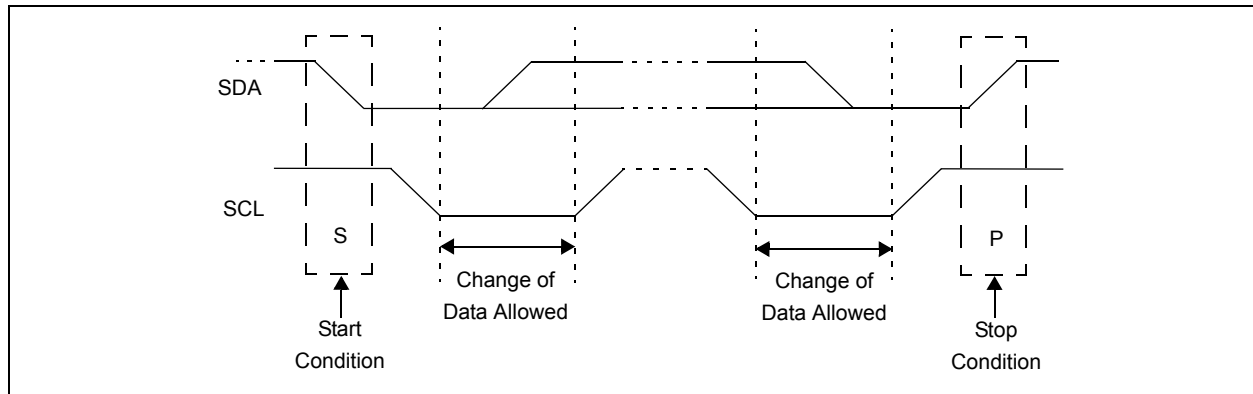 SDA
SCL
S
P
Change of
Data Allowed
Change of
Data Allowed
Start
Condition
Stop
Condition